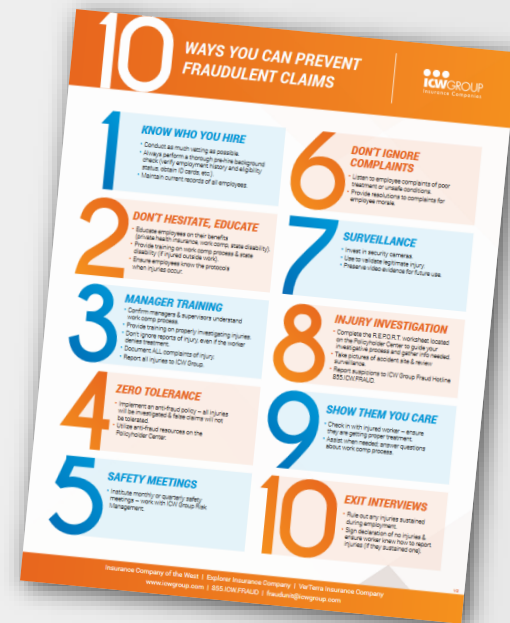 10 WAYS YOU CAN PREVENT
FRAUDULENT CLAIMS
ICWGROUP
Insurance Companies
1
KNOW WHO YOU HIRE
• Conduct as much vetting as possible.
• Always perform a thorough pre-hire background
check (verify employment history and eligibility
status, obtain ID cards, etc.).
• Maintain current records of all employees.
2
DON'T HESITATE, EDUCATE
• Educate employees on their benefits
(private health insurance, work comp, state disability).
• Provide training on work comp process & state
disability (if injured outside work).
• Ensure employees know the protocols
when injuries occur.
3
MANAGER TRAINING
• Confirm managers & supervisors understand
work comp process.
• Provide training on properly investigating injuries.
• Don't ignore reports of injury, even if the worker
denies treatment.
• Document ALL complaints of injury.
• Report all injuries to ICW Group.
4
ZERO TOLERANCE
• Implement an anti-fraud policy – all injuries
will be investigated & false claims will not
be tolerated.
• Utilize anti-fraud resources on the
Policyholder Center.
5
SAFETY MEETINGS
• Institute monthly or quarterly safety
meetings – work with ICW Group Risk
Management.
6
DON'T IGNORE
COMPLAINTS
• Listen to employee complaints of poor
treatment or unsafe conditions.
• Provide resolutions to complaints for
employee morale.
7
SURVEILLANCE
• Invest in security cameras.
• Use to validate legitimate injury.
• Preserve video evidence for future use.
8
INJURY INVESTIGATION
• Complete the R.E.P.O.R.T. worksheet located
on the Policyholder Center to guide your
investigative process and gather info needed.
• Take pictures of accident site & review
surveillance.
• Report suspicions to ICW Group Fraud Hotline
855.ICW.FRAUD.
9
SHOW THEM YOU CARE
• Check in with injured worker – ensure
they are getting proper treatment.
• Assist when needed; answer questions
about work comp process.
10
EXIT INTERVIEWS
• Rule out any injuries sustained
during employment.
• Sign declaration of no injuries &
ensure worker knew how to report
injuries (if they sustained one).
Insurance Company of the West | Explorer Insurance Company | VerTerra Insurance Company
www.icwgroup.com | 855.ICW.FRAUD | fraudunit@icwgroup.com